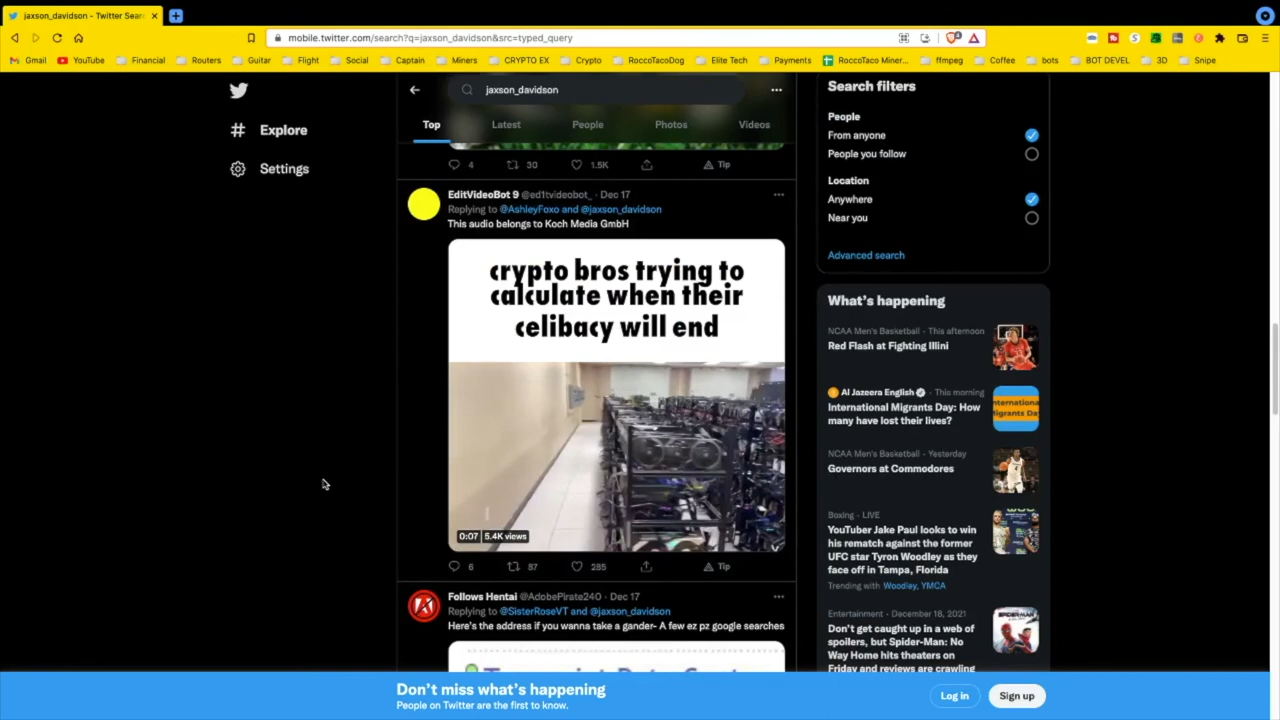 jaxson_davidson - Twitter Sear
mobile.twitter.com/search?q=jaxson_davidson&src=typed_query
Gmail YouTube Financial Routers Guitar Flight Social Captain Miners CRYPTO EX Crypto RoccoTacoDog Elite Tech Payments RoccoTaco Miner... ffmpeg Coffee bots BOT DEVEL 3D Snipe
Explore
Settings
jaxson_davidson
Top Latest People Photos Videos
4 30 1.5K Tip
EditVideoBot 9 @ed1tvideobot_ · Dec 17
Replying to @AshleyFoxo and @jaxson_davidson
This audio belongs to Koch Media GmbH
crypto bros trying to
calculate when their
celibacy will end
0:07 5.4K views
6 87 285 Tip
Follows Hentai @AdobePirate240 · Dec 17
Replying to @SisterRoseVT and @jaxson_davidson
Here's the address if you wanna take a gander- A few ez pz google searches
Search filters
People
From anyone
People you follow
Location
Anywhere
Near you
Advanced search
What's happening
NCAA Men's Basketball · This afternoon
Red Flash at Fighting Illini
Al Jazeera English · This morning
International Migrants Day: How
many have lost their lives?
NCAA Men's Basketball · Yesterday
Governors at Commodores
Boxing · LIVE
YouTuber Jake Paul looks to win
his rematch against the former
UFC star Tyron Woodley as they
face off in Tampa, Florida
Trending with Woodley, YMCA
Entertainment · December 18, 2021
Don't get caught up in a web of
spoilers, but Spider-Man: No
Way Home hits theaters on
Friday and reviews are crawling
Don't miss what's happening
People on Twitter are the first to know.
Log in
Sign up